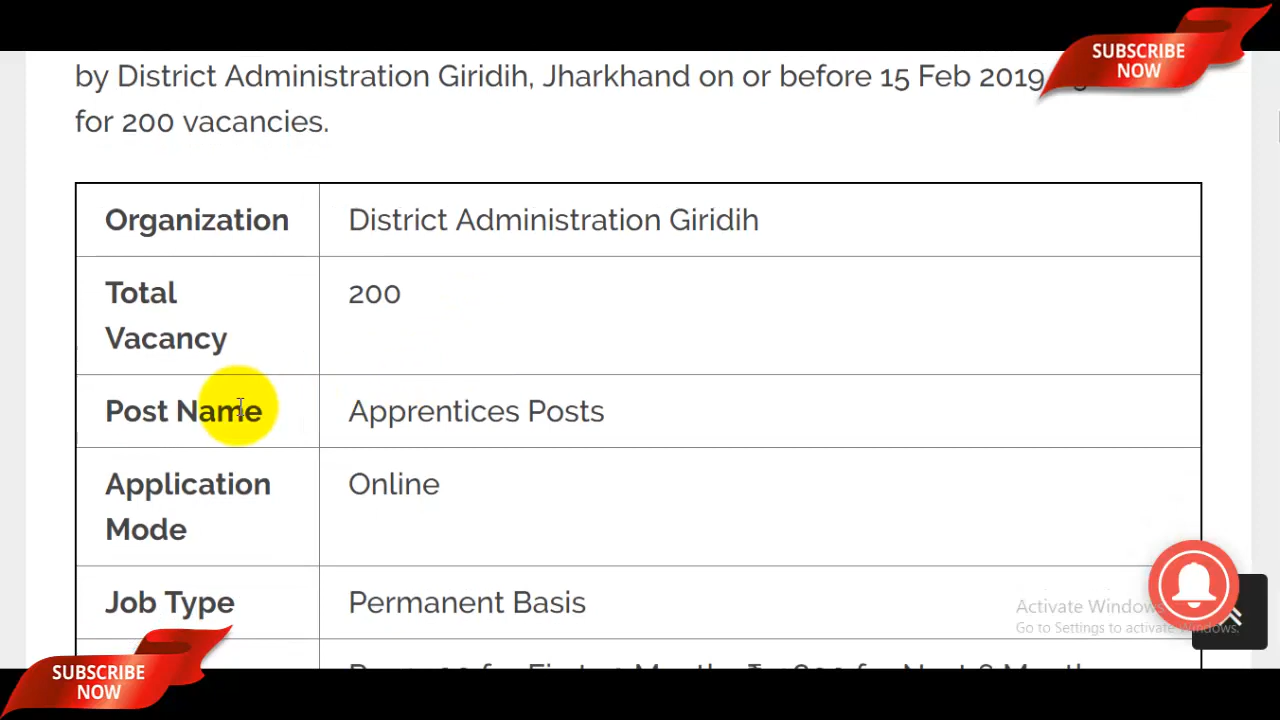 SUBSCRIBE
NOW
by District Administration Giridih, Jharkhand on or before 15 Feb 2019
for 200 vacancies.
Organization District Administration Giridih
Total 200
Vacancy
Post Name Apprentices Posts
Application Online
Mode
Job Type Permanent Basis
Activate Windows
Go to Settings to activate Windows.
SUBSCRIBE
NOW